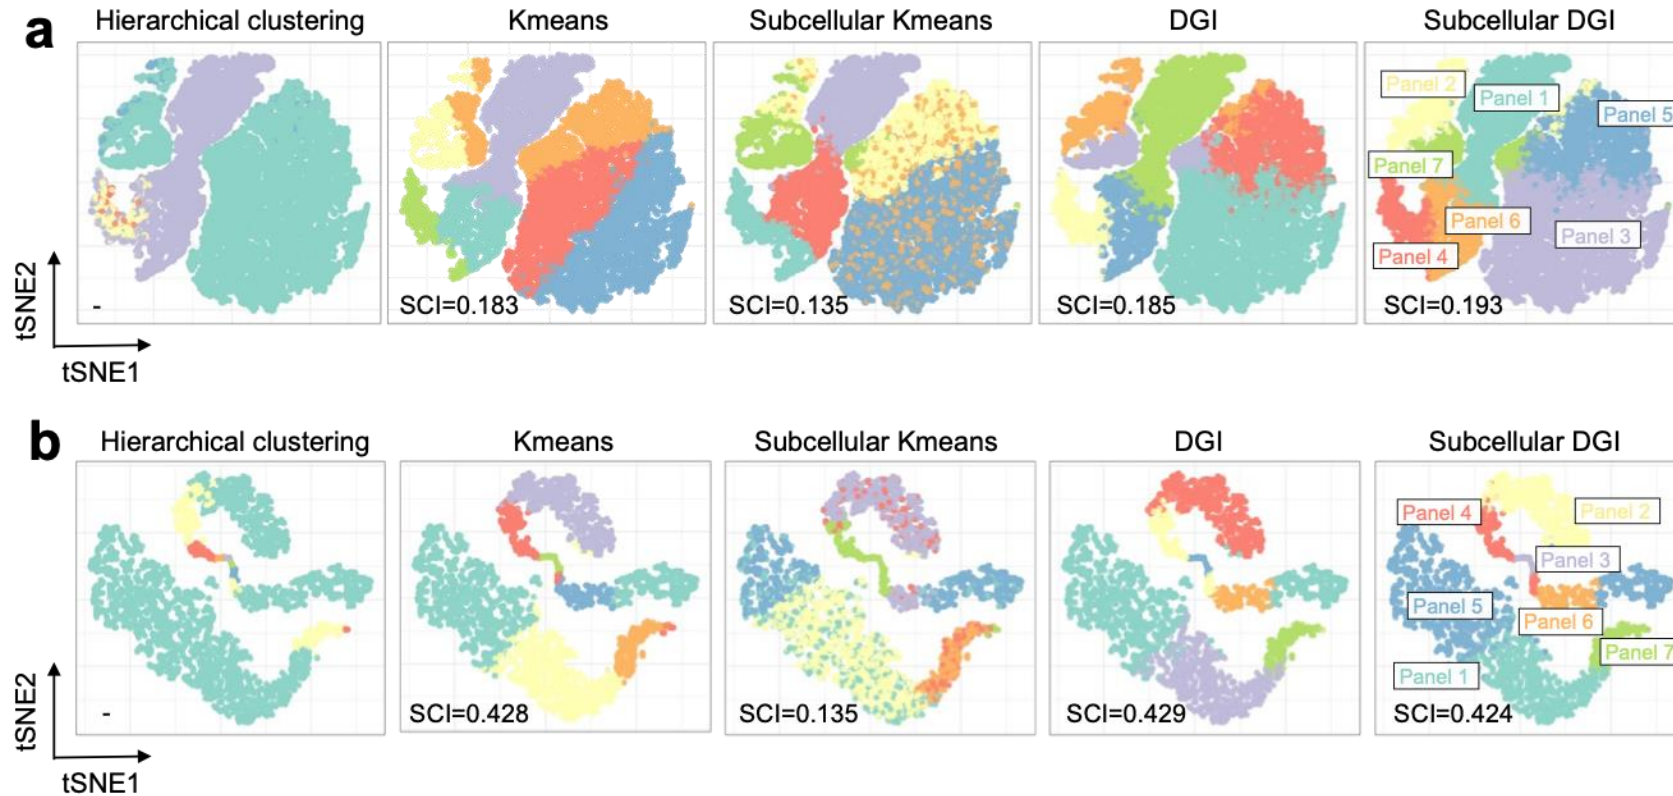 a
Hierarchical clustering
Kmeans
Subcellular Kmeans
DGI
Subcellular DGI
Panel 2
Panel 1
Panel 5
Panel 7
Panel 6
Panel 3
Panel 4
-
SCI=0.183
SCI=0.135
SCI=0.185
SCI=0.193
tSNE2
tSNE1
b
Hierarchical clustering
Kmeans
Subcellular Kmeans
DGI
Subcellular DGI
Panel 4
Panel 2
Panel 3
Panel 5
Panel 6
Panel 7
Panel 1
-
SCI=0.428
SCI=0.135
SCI=0.429
SCI=0.424
tSNE2
tSNE1